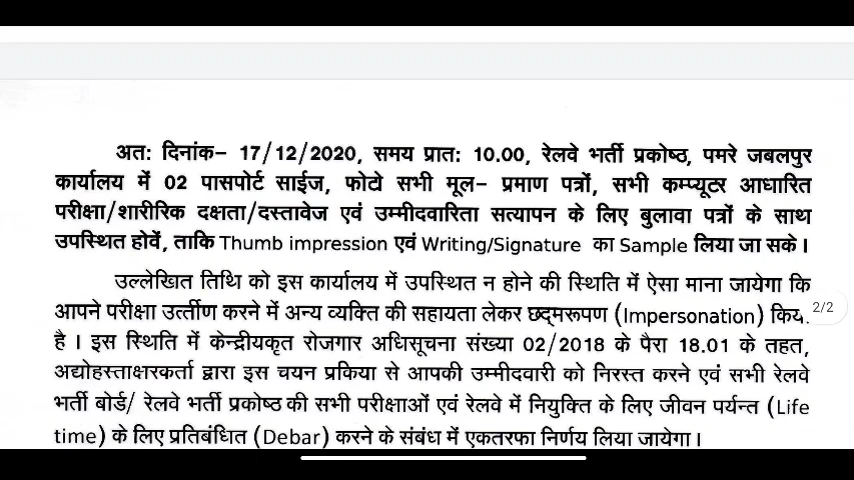 अतः दिनांक– 17/12/2020, समय प्रातः 10.00, रेलवे भर्ती प्रकोष्ठ, पमरे जबलपुर
कार्यालय में 02 पासपोर्ट साईज, फोटो सभी मूल– प्रमाण पत्रों, सभी कम्प्यूटर आधारित
परीक्षा/शारीरिक दक्षता/दस्तावेज एवं उम्मीदवारिता सत्यापन के लिए बुलावा पत्रों के साथ
उपस्थित होवें, ताकि Thumb impression एवं Writing/Signature का Sample लिया जा सके।
उल्लेखित तिथि को इस कार्यालय में उपस्थित न होने की स्थिति में ऐसा माना जायेगा कि
आपने परीक्षा उर्त्तीण करने में अन्य व्यक्ति की सहायता लेकर छद्मरूपण (Impersonation) किय
2/2
है। इस स्थिति में केन्द्रीयकृत रोजगार अधिसूचना संख्या 02/2018 के पैरा 18.01 के तहत,
अद्योहस्ताक्षरकर्ता द्वारा इस चयन प्रकिया से आपकी उम्मीदवारी को निरस्त करने एवं सभी रेलवे
भर्ती बोर्ड/ रेलवे भर्ती प्रकोष्ठ की सभी परीक्षाओं एवं रेलवे में नियुक्ति के लिए जीवन पर्यन्त (Life
time) के लिए प्रतिबंधित (Debar) करने के संबंध में एकतरफा निर्णय लिया जायेगा।